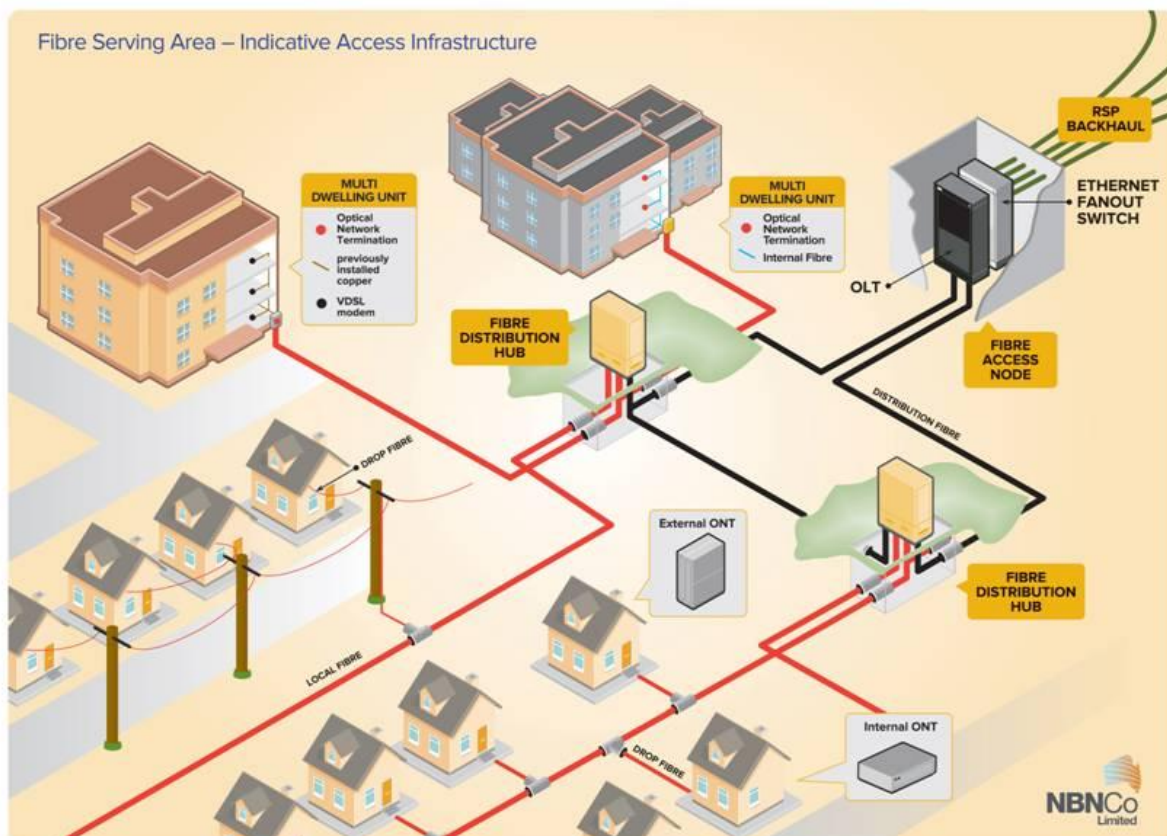 Fibre Serving Area – Indicative Access Infrastructure
RSP
BACKHAUL
MULTI
DWELLING UNIT
Optical
Network
Termination
previously
installed
copper
VDSL
modem
MULTI
DWELLING UNIT
Optical
Network
Termination
Internal Fibre
ETHERNET
FANOUT
SWITCH
OLT
FIBRE
DISTRIBUTION
HUB
FIBRE
ACCESS
NODE
DISTRIBUTION FIBRE
DROP FIBRE
External ONT
FIBRE
DISTRIBUTION
HUB
LOCAL FIBRE
Internal ONT
DROP FIBRE
NBNCo
Limited